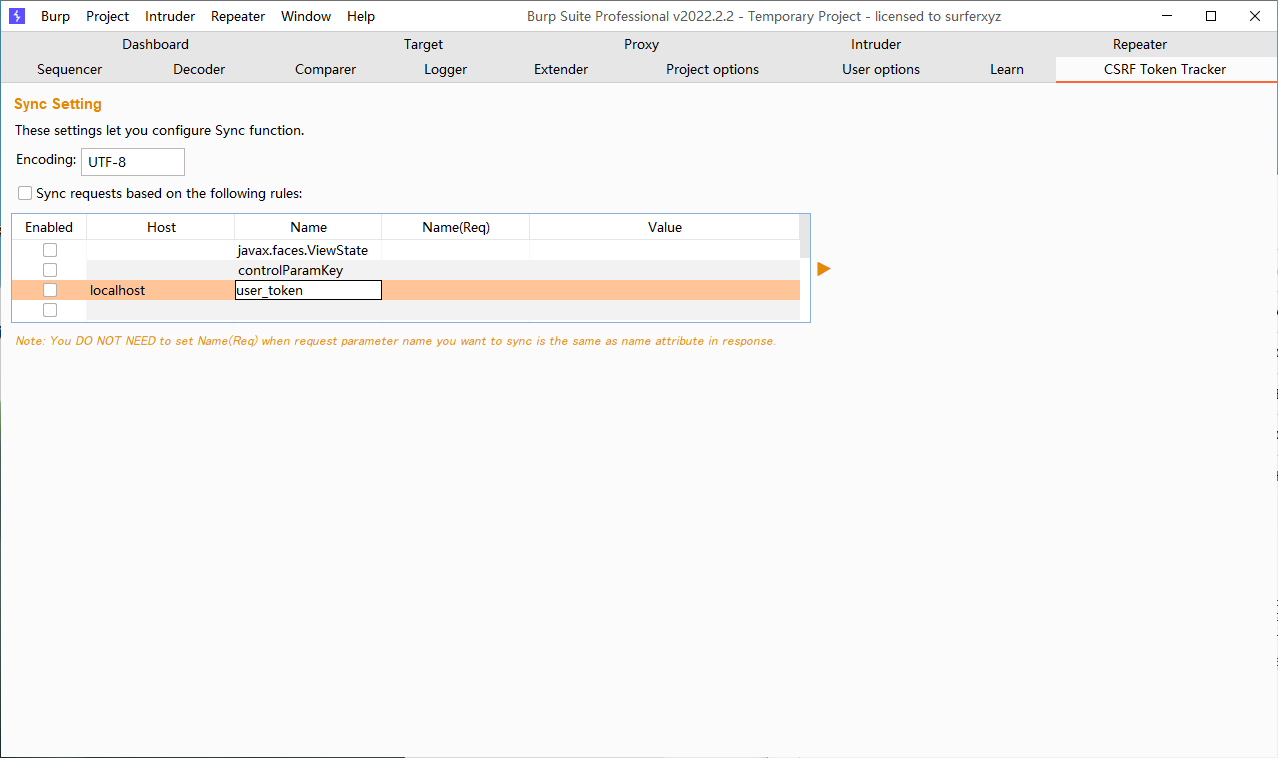 Burp Project Intruder Repeater Window Help Burp Suite Professional v2022.2.2 - Temporary Project - licensed to surferxyz
Dashboard Target Proxy Intruder Repeater
Sequencer Decoder Comparer Logger Extender Project options User options Learn CSRF Token Tracker
Sync Setting
These settings let you configure Sync function.
Encoding: UTF-8
Sync requests based on the following rules:
Enabled Host Name Name(Req) Value
javax.faces.ViewState
controlParamKey
localhost user_token
Note: You DO NOT NEED to set Name(Req) when request parameter name you want to sync is the same as name attribute in response.